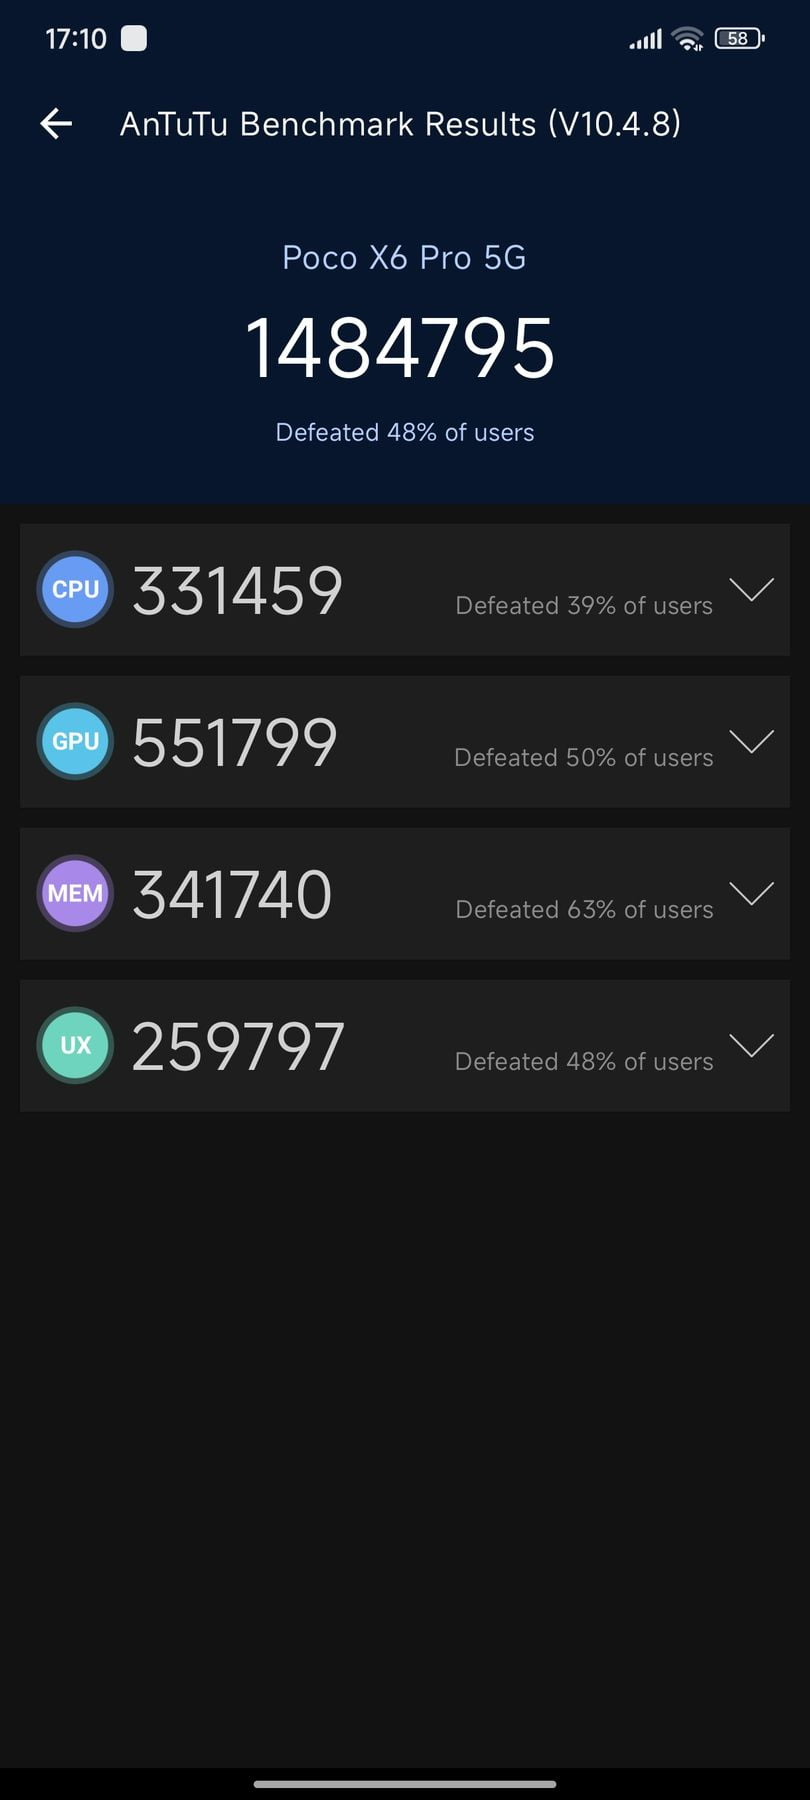 17:10
58
AnTuTu Benchmark Results (V10.4.8)
Poco X6 Pro 5G
1484795
Defeated 48% of users
CPU 331459 Defeated 39% of users
GPU 551799 Defeated 50% of users
MEM 341740 Defeated 63% of users
UX 259797 Defeated 48% of users